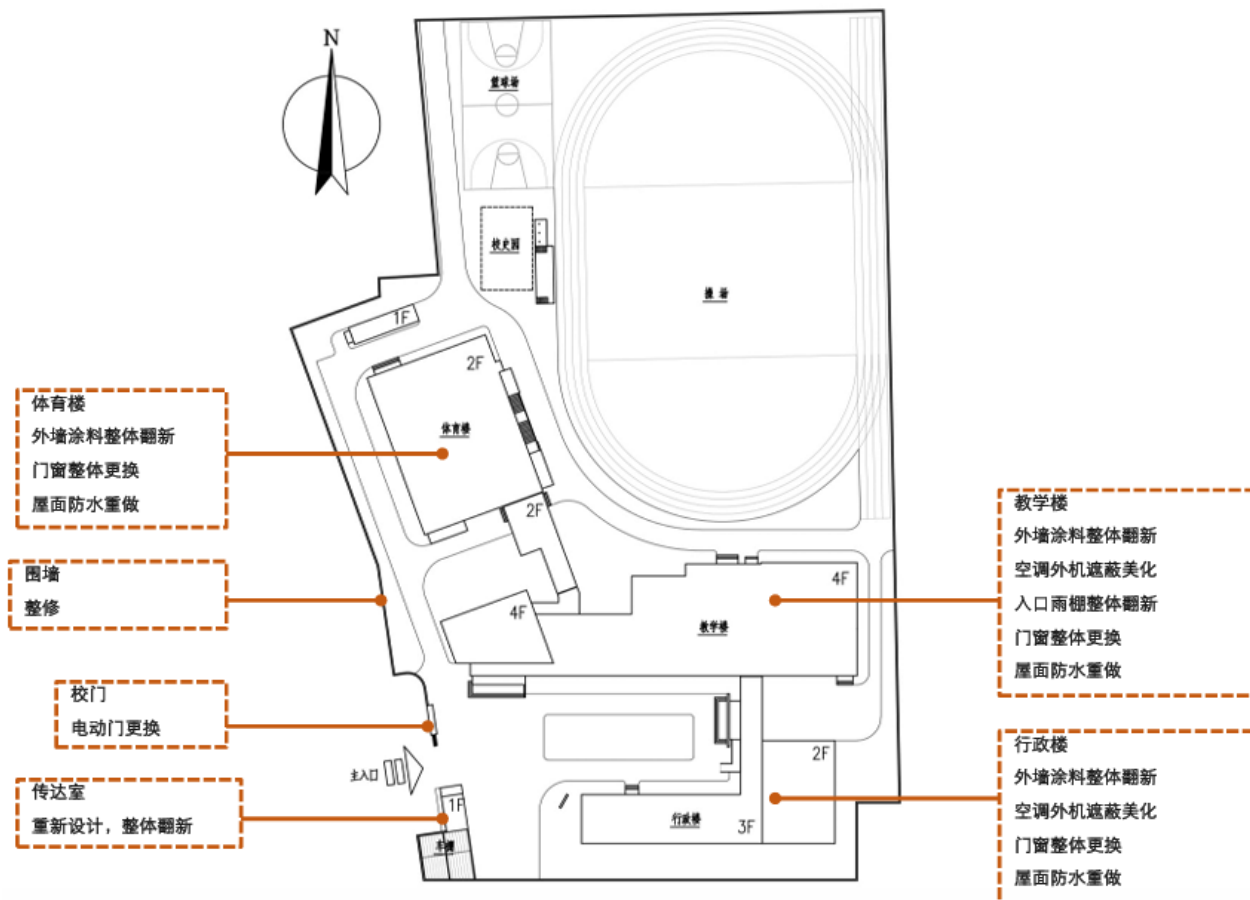 N
篮球场
校史园
操 场
1F
2F
体育楼
体育楼
外墙涂料整体翻新
门窗整体更换
屋面防水重做
2F
围墙
整修
4F
4F
教学楼
教学楼
外墙涂料整体翻新
空调外机遮蔽美化
入口雨棚整体翻新
门窗整体更换
屋面防水重做
校门
电动门更换
主入口
传达室
重新设计，整体翻新
1F
车棚
行政楼
3F
2F
行政楼
外墙涂料整体翻新
空调外机遮蔽美化
门窗整体更换
屋面防水重做